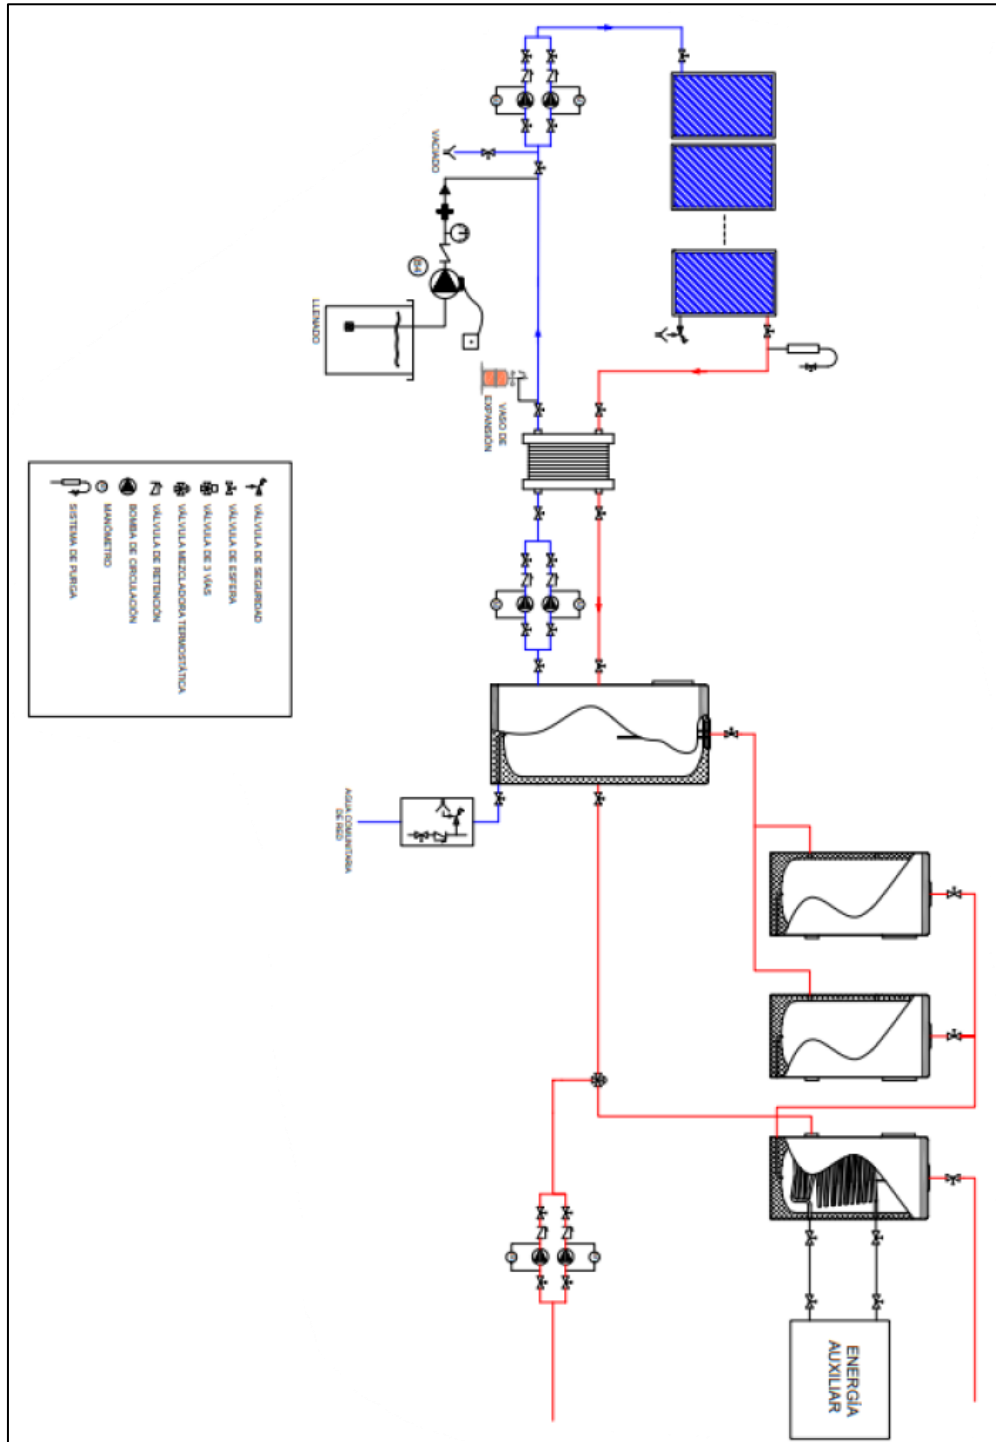 VACIADO
LLENADO
B4
VASO DE
EXPANSIÓN
VÁLVULA DE SEGURIDAD
VÁLVULA DE ESFERA
VÁLVULA DE 3 VÍAS
VÁLVULA MEZCLADORA TERMOSTÁTICA
VÁLVULA DE RETENCIÓN
BOMBA DE CIRCULACIÓN
MANÓMETRO
SISTEMA DE PURGA
AGUA COMUNITARIA
DE RED
ENERGÍA
AUXILIAR